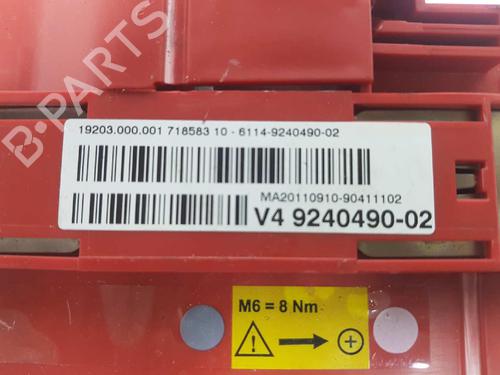 B-PARTS
19203.000.001 718583 10 - 6114-9240490-02
MA20110910-90411102
V4 9240490-02
M6 = 8 Nm